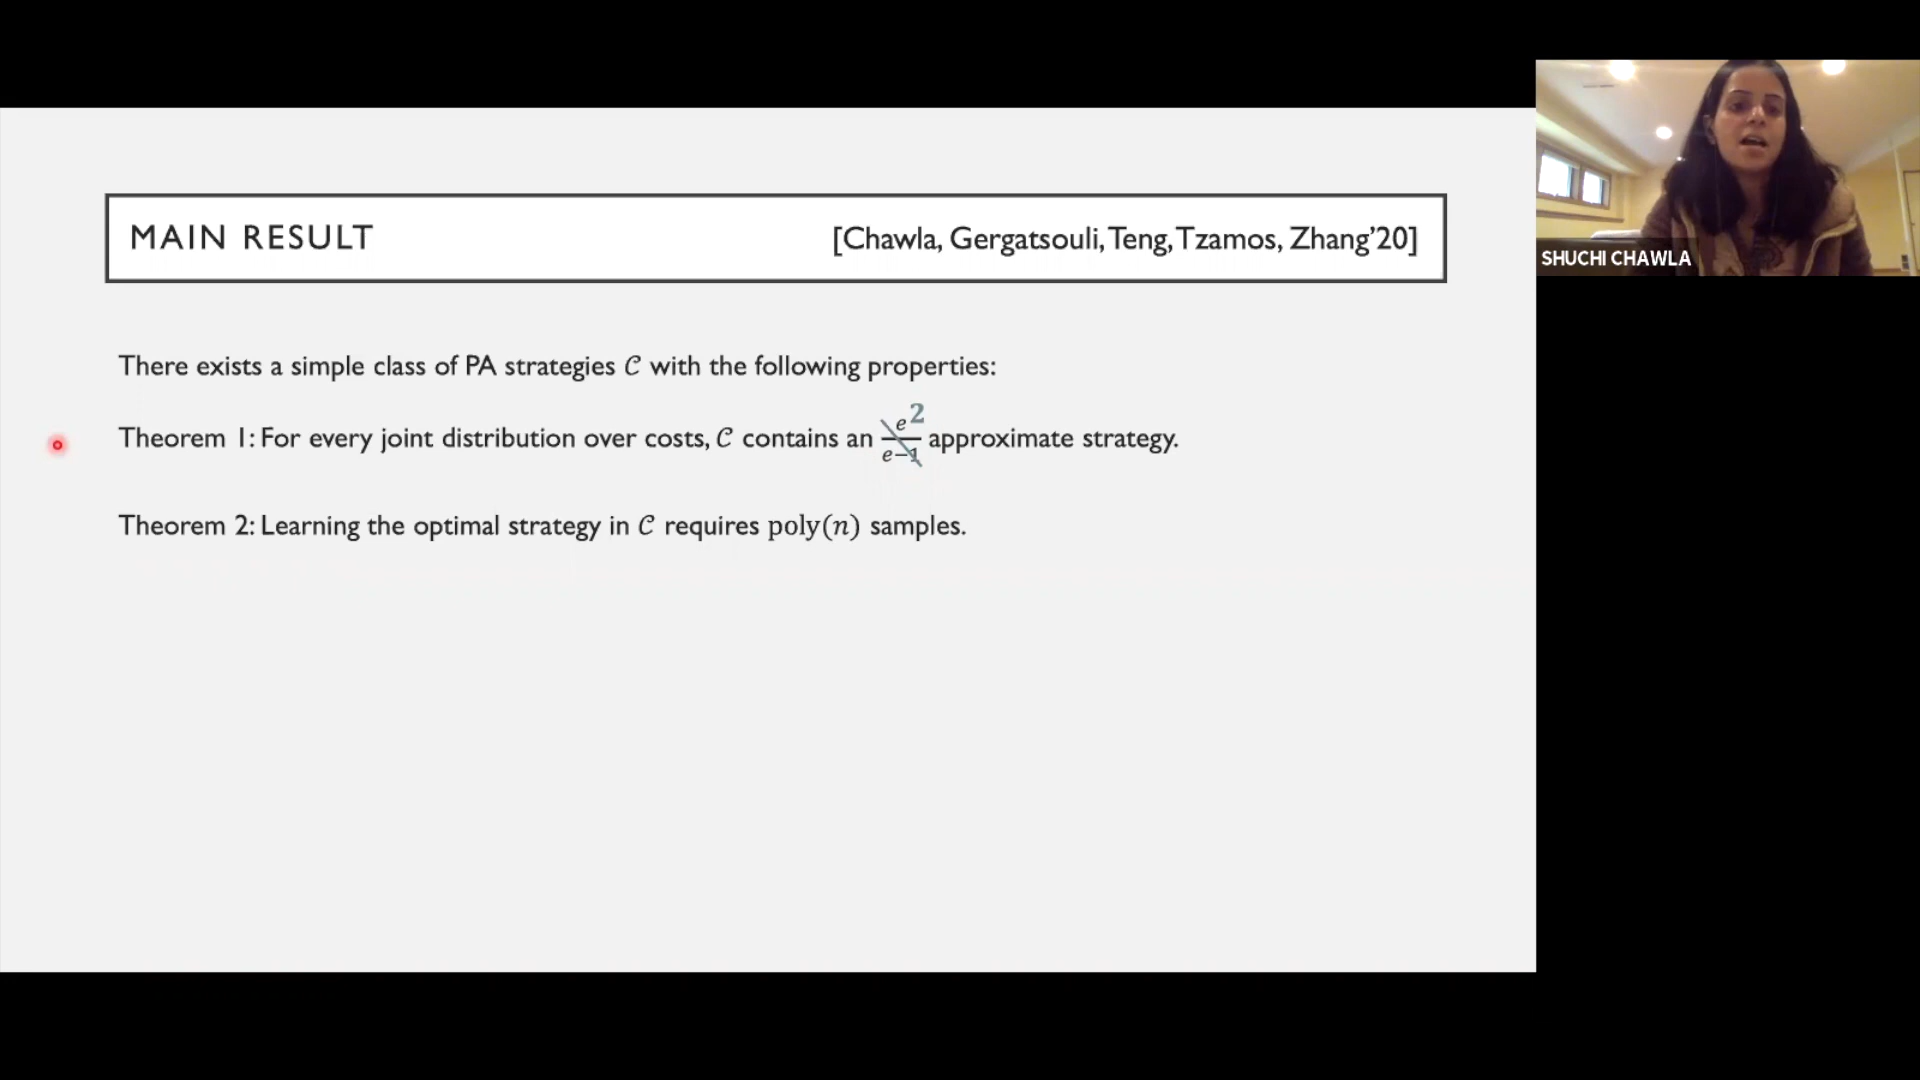 MAIN RESULT [Chawla, Gergatsouli, Teng, Tzamos, Zhang'20]
SHUCHI CHAWLA
There exists a simple class of PA strategies 𝒞 with the following properties:
Theorem 1: For every joint distribution over costs, 𝒞 contains an e/e−1 2 approximate strategy.
Theorem 2: Learning the optimal strategy in 𝒞 requires poly(n) samples.